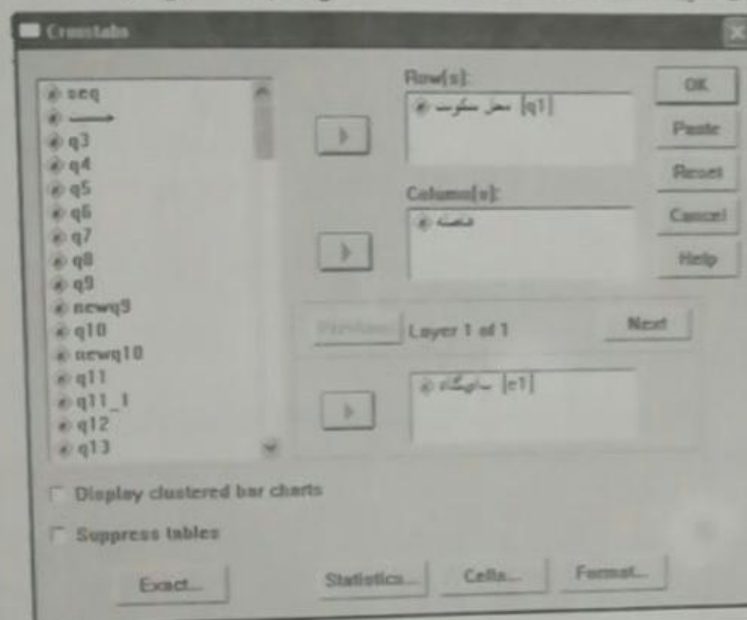 Crosstabs
seq
q3
q4
q5
q6
q7
q8
q9
newq9
q10
newq10
q11
q11_1
q12
q13
Row(s):
محل سکونت [q1]
Column(s):
Previous
Layer 1 of 1
Next
[e1]
OK
Paste
Reset
Cancel
Help
Display clustered bar charts
Suppress tables
Exact...
Statistics...
Cells...
Format...